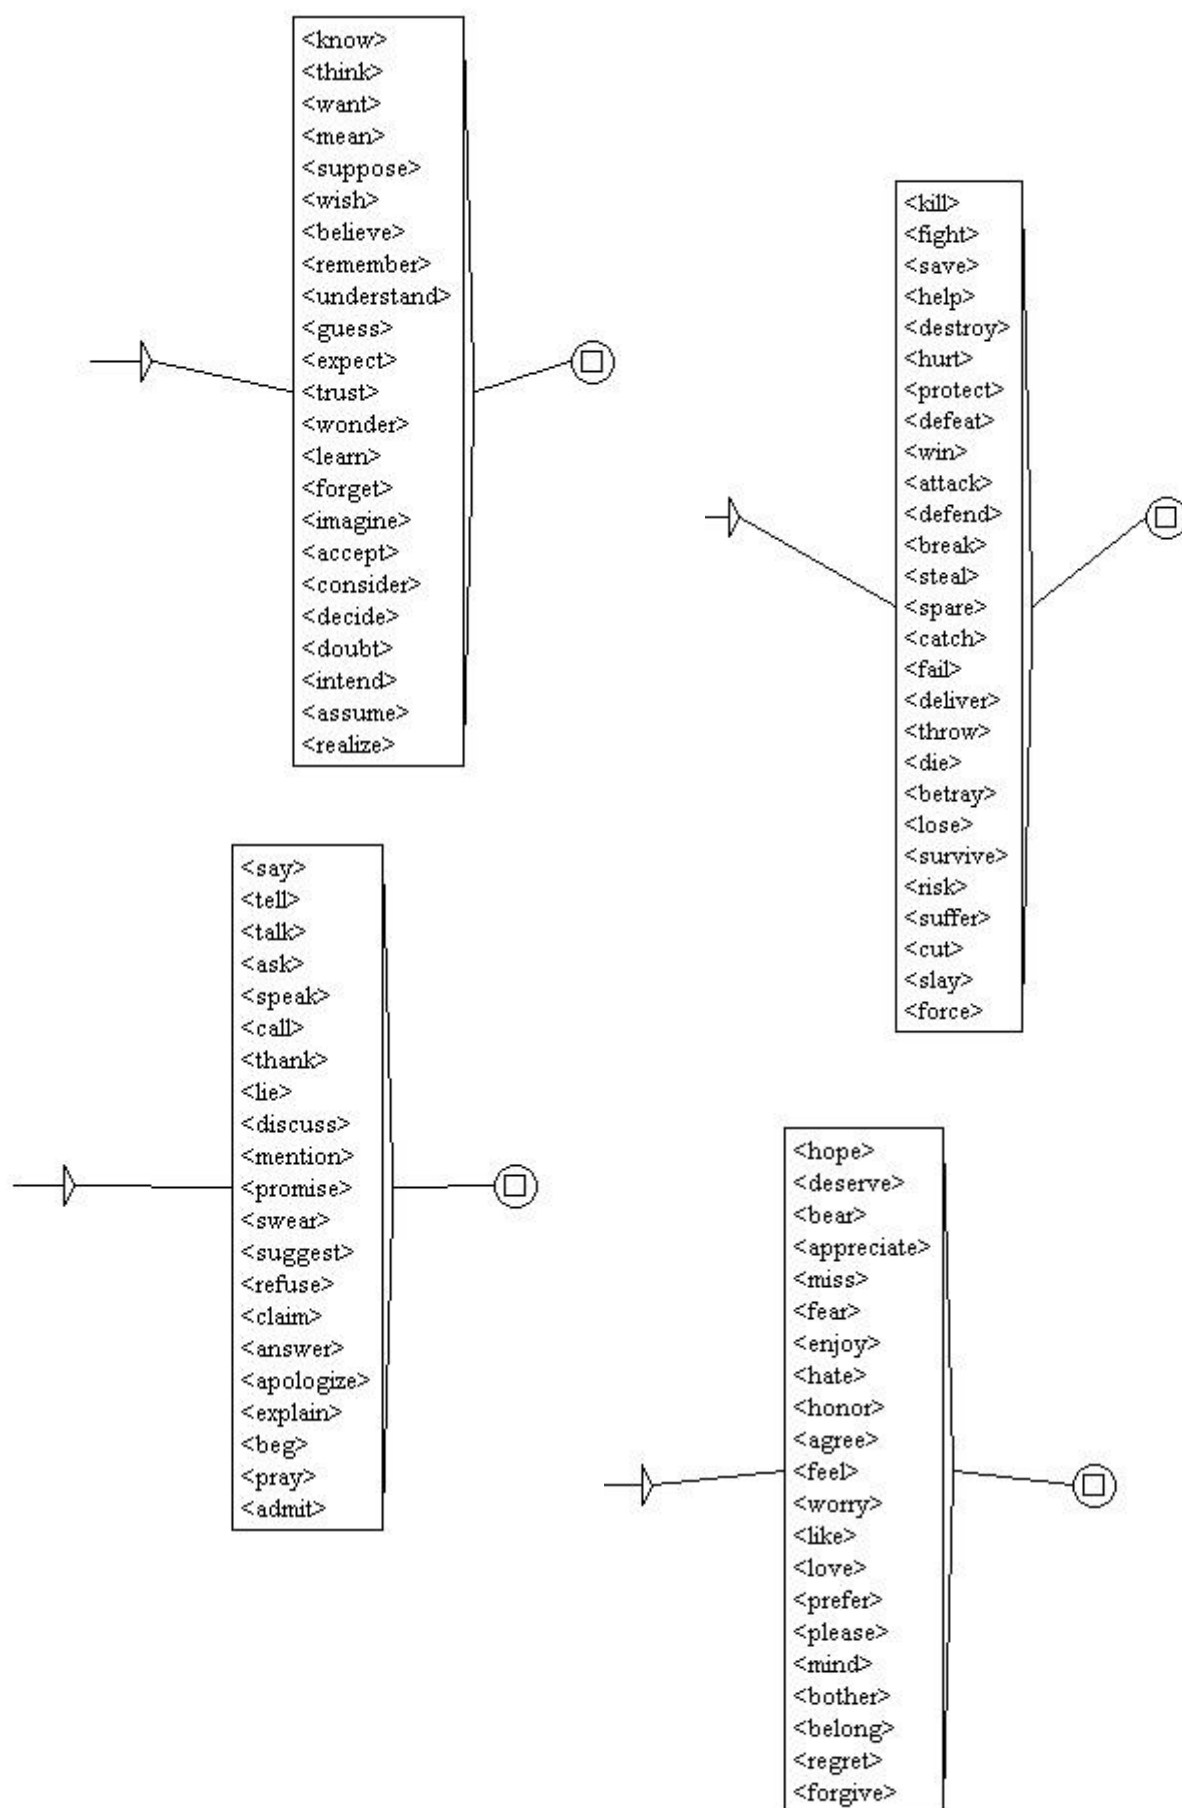 <know>
<think>
<want>
<mean>
<suppose>
<wish>
<believe>
<remember>
<understand>
<guess>
<expect>
<trust>
<wonder>
<learn>
<forget>
<imagine>
<accept>
<consider>
<decide>
<doubt>
<intend>
<assume>
<realize>
<kill>
<fight>
<save>
<help>
<destroy>
<hurt>
<protect>
<defeat>
<win>
<attack>
<defend>
<break>
<steal>
<spare>
<catch>
<fail>
<deliver>
<throw>
<die>
<betray>
<lose>
<survive>
<risk>
<suffer>
<cut>
<slay>
<force>
<say>
<tell>
<talk>
<ask>
<speak>
<call>
<thank>
<lie>
<discuss>
<mention>
<promise>
<swear>
<suggest>
<refuse>
<claim>
<answer>
<apologize>
<explain>
<beg>
<pray>
<admit>
<hope>
<deserve>
<bear>
<appreciate>
<miss>
<fear>
<enjoy>
<hate>
<honor>
<agree>
<feel>
<worry>
<like>
<love>
<prefer>
<please>
<mind>
<bother>
<belong>
<regret>
<forgive>